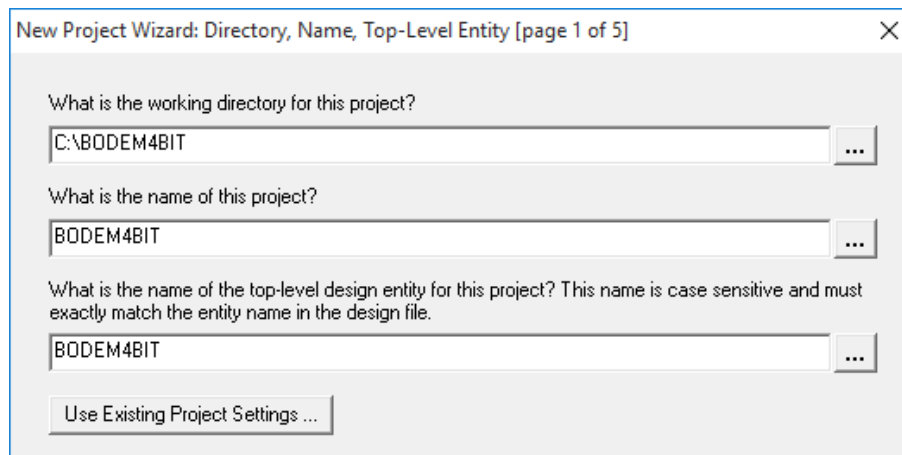 New Project Wizard: Directory, Name, Top-Level Entity [page 1 of 5]
What is the working directory for this project?
C:\BODEM4BIT
...
What is the name of this project?
BODEM4BIT
...
What is the name of the top-level design entity for this project? This name is case sensitive and must
exactly match the entity name in the design file.
BODEM4BIT
...
Use Existing Project Settings ...